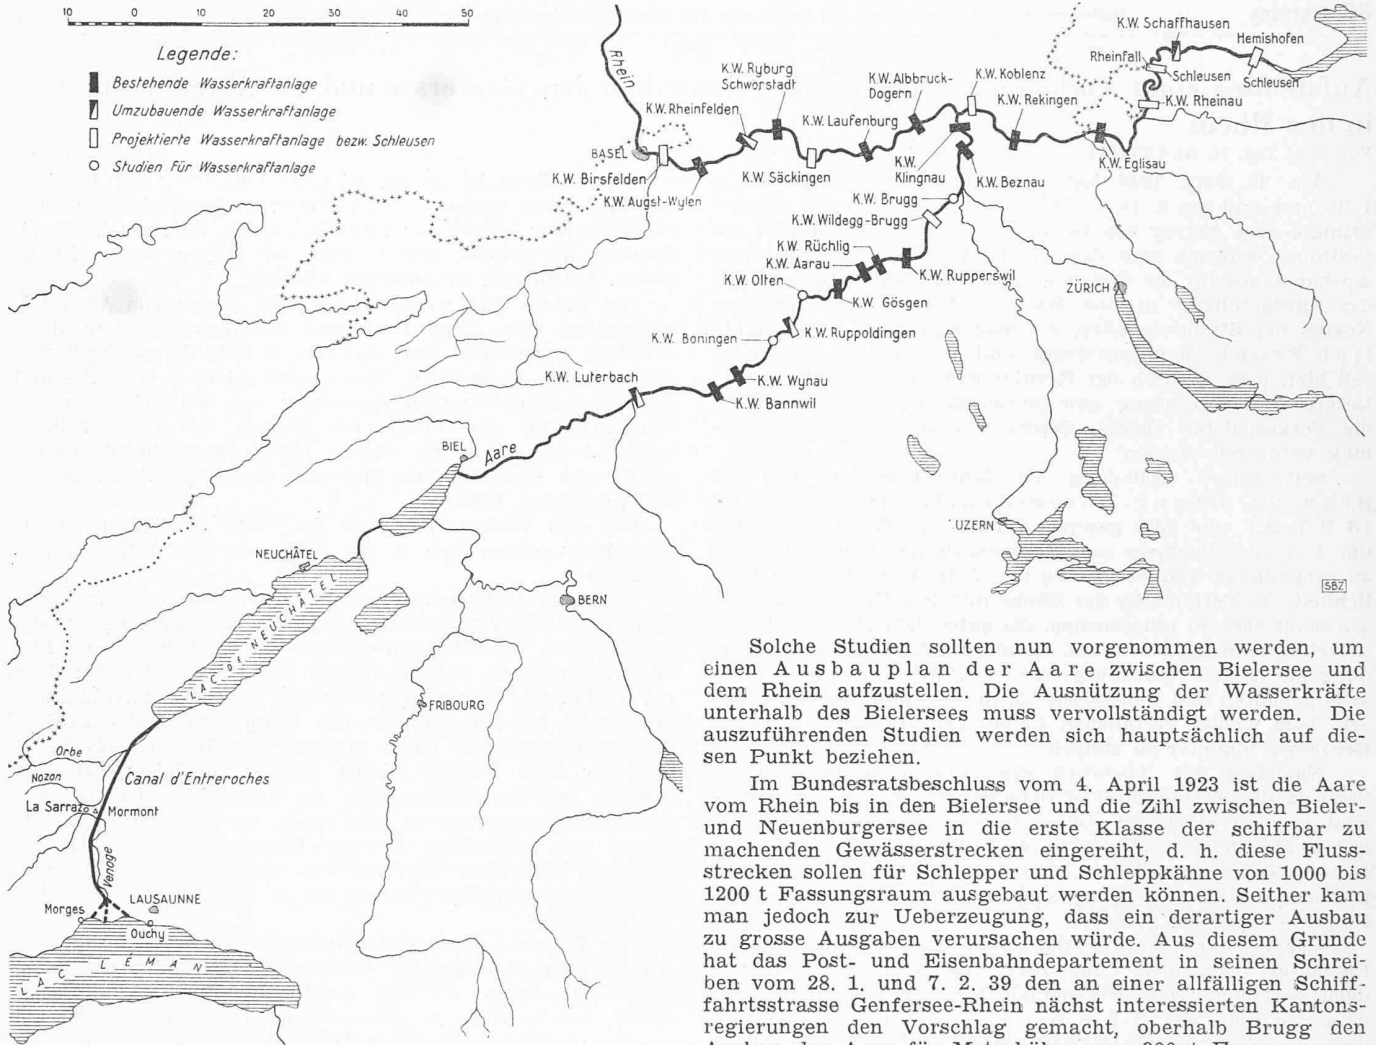 10 0 10 20 30 40 50
Legende:
Bestehende Wasserkraftanlage
Umzubauende Wasserkraftanlage
Projektierte Wasserkraftanlage bezw. Schleusen
Studien für Wasserkraftanlage
Rhein
K.W. Schaffhausen
Hemishofen
Rheinfall
Schleusen
Schleusen
K.W. Rheinau
K.W. Ryburg
Schworstadt
K.W. Albbruck-
Dogern
K.W. Koblenz
K.W. Rekingen
K.W. Rheinfelden
K.W. Laufenburg
BASEL
K.W. Birsfelden
K.W. Säckingen
K.W.
Klingnau
K.W. Eglisau
K.W. Augst-Wylen
K.W. Beznau
K.W. Brugg
K.W. Wildegg-Brugg
K.W. Rüchlig
K.W. Aarau
K.W. Rupperswil
K.W. Olten
K.W. Gösgen
ZÜRICH
K.W. Boningen
K.W. Ruppoldingen
K.W. Luterbach
K.W. Wynau
K.W. Bannwil
BIEL
Aare
UZERN
NEUCHÂTEL
BERN
SBZ
LAC DE NEUCHÂTEL
FRIBOURG
Orbe
Nozon
Canal d'Entreroches
La Sarraz
Mormont
Venoge
LAUSAUNNE
Morges
Ouchy
LAC LÉMAN
Solche Studien sollten nun vorgenommen werden, um
einen Ausbauplan der Aare zwischen Bielersee und
dem Rhein aufzustellen. Die Ausnützung der Wasserkräfte
unterhalb des Bielersees muss vervollständigt werden. Die
auszuführenden Studien werden sich hauptsächlich auf die-
sen Punkt beziehen.
Im Bundesratsbeschluss vom 4. April 1923 ist die Aare
vom Rhein bis in den Bielersee und die Zihl zwischen Bieler-
und Neuenburgersee in die erste Klasse der schiffbar zu
machenden Gewässerstrecken eingereiht, d. h. diese Fluss-
strecken sollen für Schlepper und Schleppkähne von 1000 bis
1200 t Fassungsraum ausgebaut werden können. Seither kam
man jedoch zur Ueberzeugung, dass ein derartiger Ausbau
zu grosse Ausgaben verursachen würde. Aus diesem Grunde
hat das Post- und Eisenbahndepartement in seinen Schrei-
ben vom 28. 1. und 7. 2. 39 den an einer allfälligen Schiff-
fahrtsstrasse Genfersee-Rhein nächst interessierten Kantons-
regierungen den Vorschlag gemacht, oberhalb Brugg den